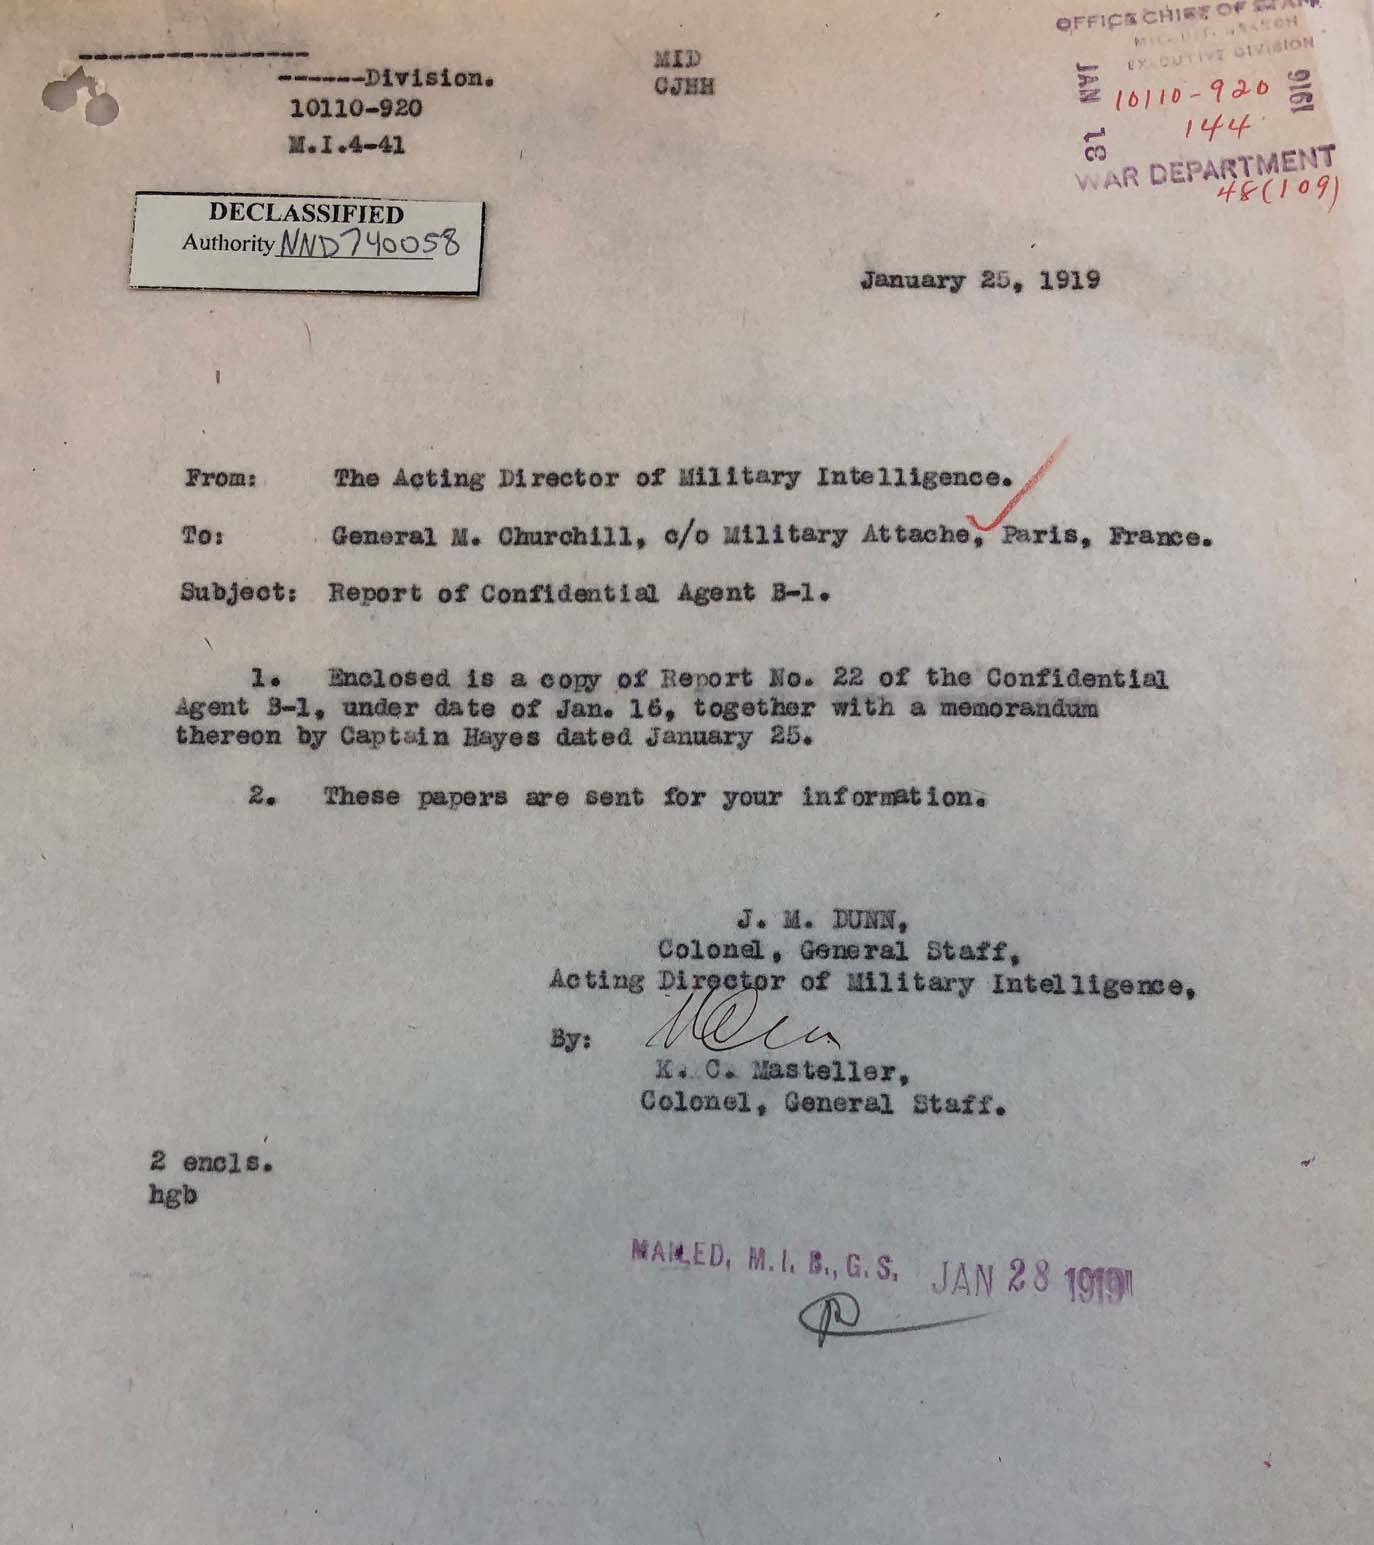 OFFICE CHIEF OF STAFF
EXECUTIVE DIVISION
JAN 31 1919
10110-920
144
WAR DEPARTMENT
48(109)
------Division.
10110-920
M.I.4-41
MID
CJHH
DECLASSIFIED
Authority NND740058
January 25, 1919
From: The Acting Director of Military Intelligence.
To: General M. Churchill, c/o Military Attache, Paris, France.
Subject: Report of Confidential Agent B-1.
1. Enclosed is a copy of Report No. 22 of the Confidential
Agent B-1, under date of Jan. 16, together with a memorandum
thereon by Captain Hayes dated January 25.
2. These papers are sent for your information.
J. M. DUNN,
Colonel, General Staff,
Acting Director of Military Intelligence,
By:
K. C. Masteller,
Colonel, General Staff.
2 encls.
hgb
MAILED, M. I. B., G. S. JAN 28 1919